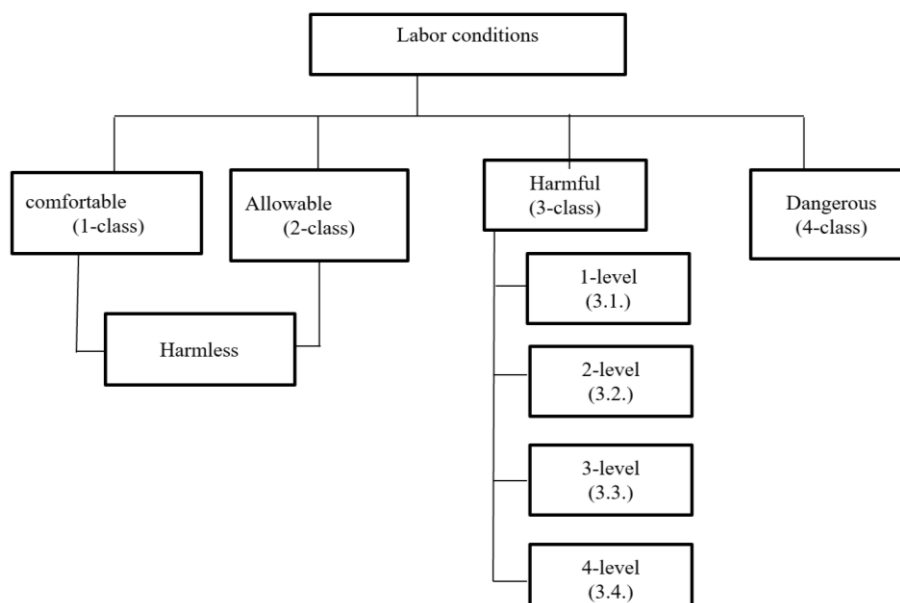 Labor conditions
comfortable
(1-class)
Allowable
(2-class)
Harmful
(3-class)
Dangerous
(4-class)
Harmless
1-level
(3.1.)
2-level
(3.2.)
3-level
(3.3.)
4-level
(3.4.)